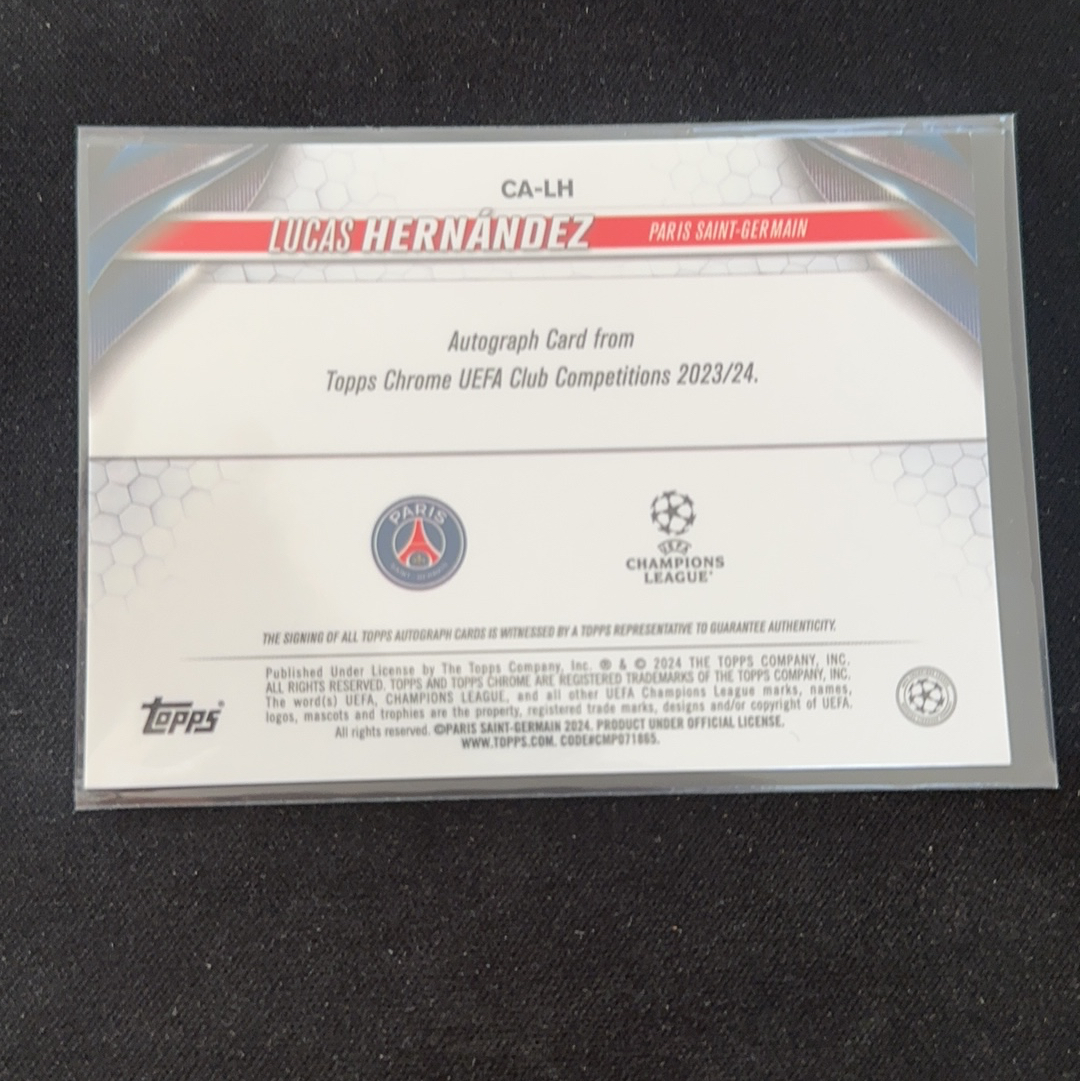 CA-LH
LUCAS HERNÁNDEZ PARIS SAINT-GERMAIN
Autograph Card from
Topps Chrome UEFA Club Competitions 2023/24.
PARIS
UEFA
CHAMPIONS
LEAGUE
THE SIGNING OF ALL TOPPS AUTOGRAPH CARDS IS WITNESSED BY A TOPPS REPRESENTATIVE TO GUARANTEE AUTHENTICITY.
Published Under License by The Topps Company, Inc. ® & © 2024 THE TOPPS COMPANY, INC.
ALL RIGHTS RESERVED. TOPPS AND TOPPS CHROME ARE REGISTERED TRADEMARKS OF THE TOPPS COMPANY, INC.
The word(s) UEFA, CHAMPIONS LEAGUE, and all other UEFA Champions League marks, names,
logos, mascots and trophies are the property, registered trade marks, designs and/or copyright of UEFA.
All rights reserved. ©PARIS SAINT-GERMAIN 2024. PRODUCT UNDER OFFICIAL LICENSE.
WWW.TOPPS.COM. CODE#CMP071865.
topps